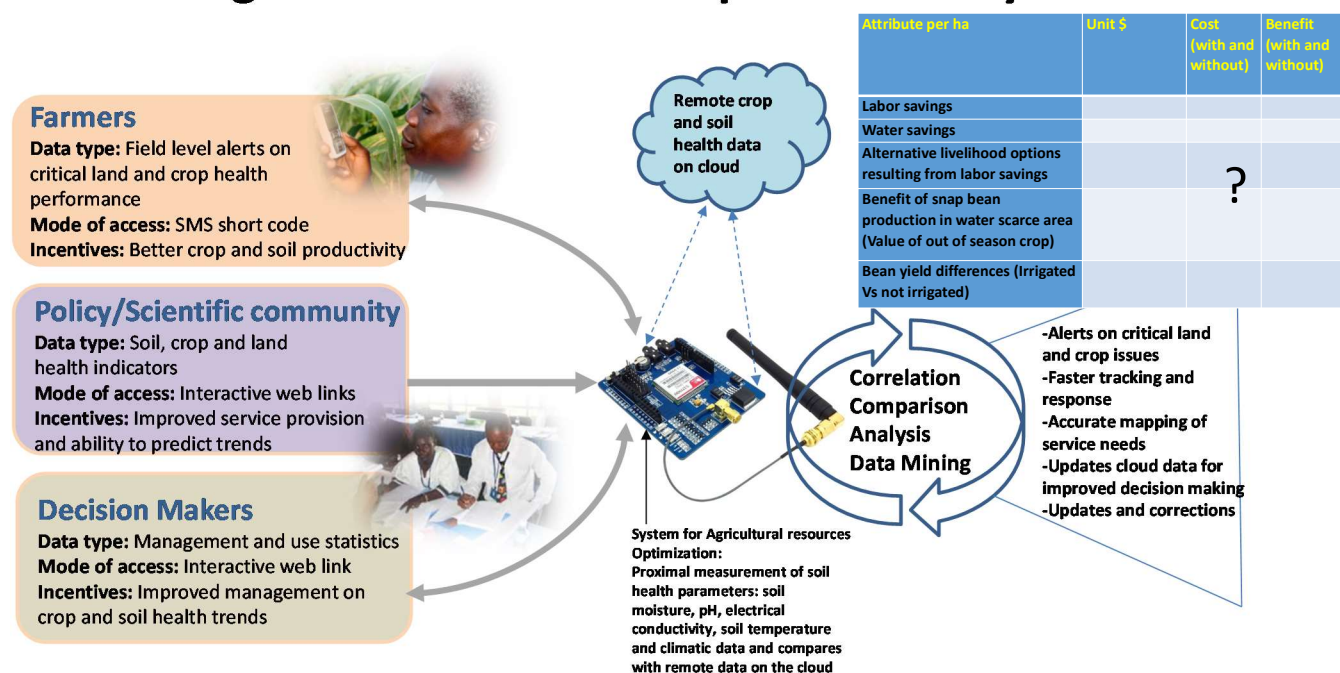 Farmers
Data type: Field level alerts on
critical land and crop health
performance
Mode of access: SMS short code
Incentives: Better crop and soil productivity
Policy/Scientific community
Data type: Soil, crop and land
health indicators
Mode of access: Interactive web links
Incentives: Improved service provision
and ability to predict trends
Decision Makers
Data type: Management and use statistics
Mode of access: Interactive web link
Incentives: Improved management on
crop and soil health trends
Remote crop
and soil
health data
on cloud
System for Agricultural resources
Optimization:
Proximal measurement of soil
health parameters: soil
moisture, pH, electrical
conductivity, soil temperature
and climatic data and compares
with remote data on the cloud
Correlation
Comparison
Analysis
Data Mining
Attribute per ha
Unit $
Cost
(with and
without)
Benefit
(with and
without)
Labor savings
Water savings
Alternative livelihood options
resulting from labor savings
Benefit of snap bean
production in water scarce area
(Value of out of season crop)
Bean yield differences (Irrigated
Vs not irrigated)
?
-Alerts on critical land
and crop issues
-Faster tracking and
response
-Accurate mapping of
service needs
-Updates cloud data for
improved decision making
-Updates and corrections